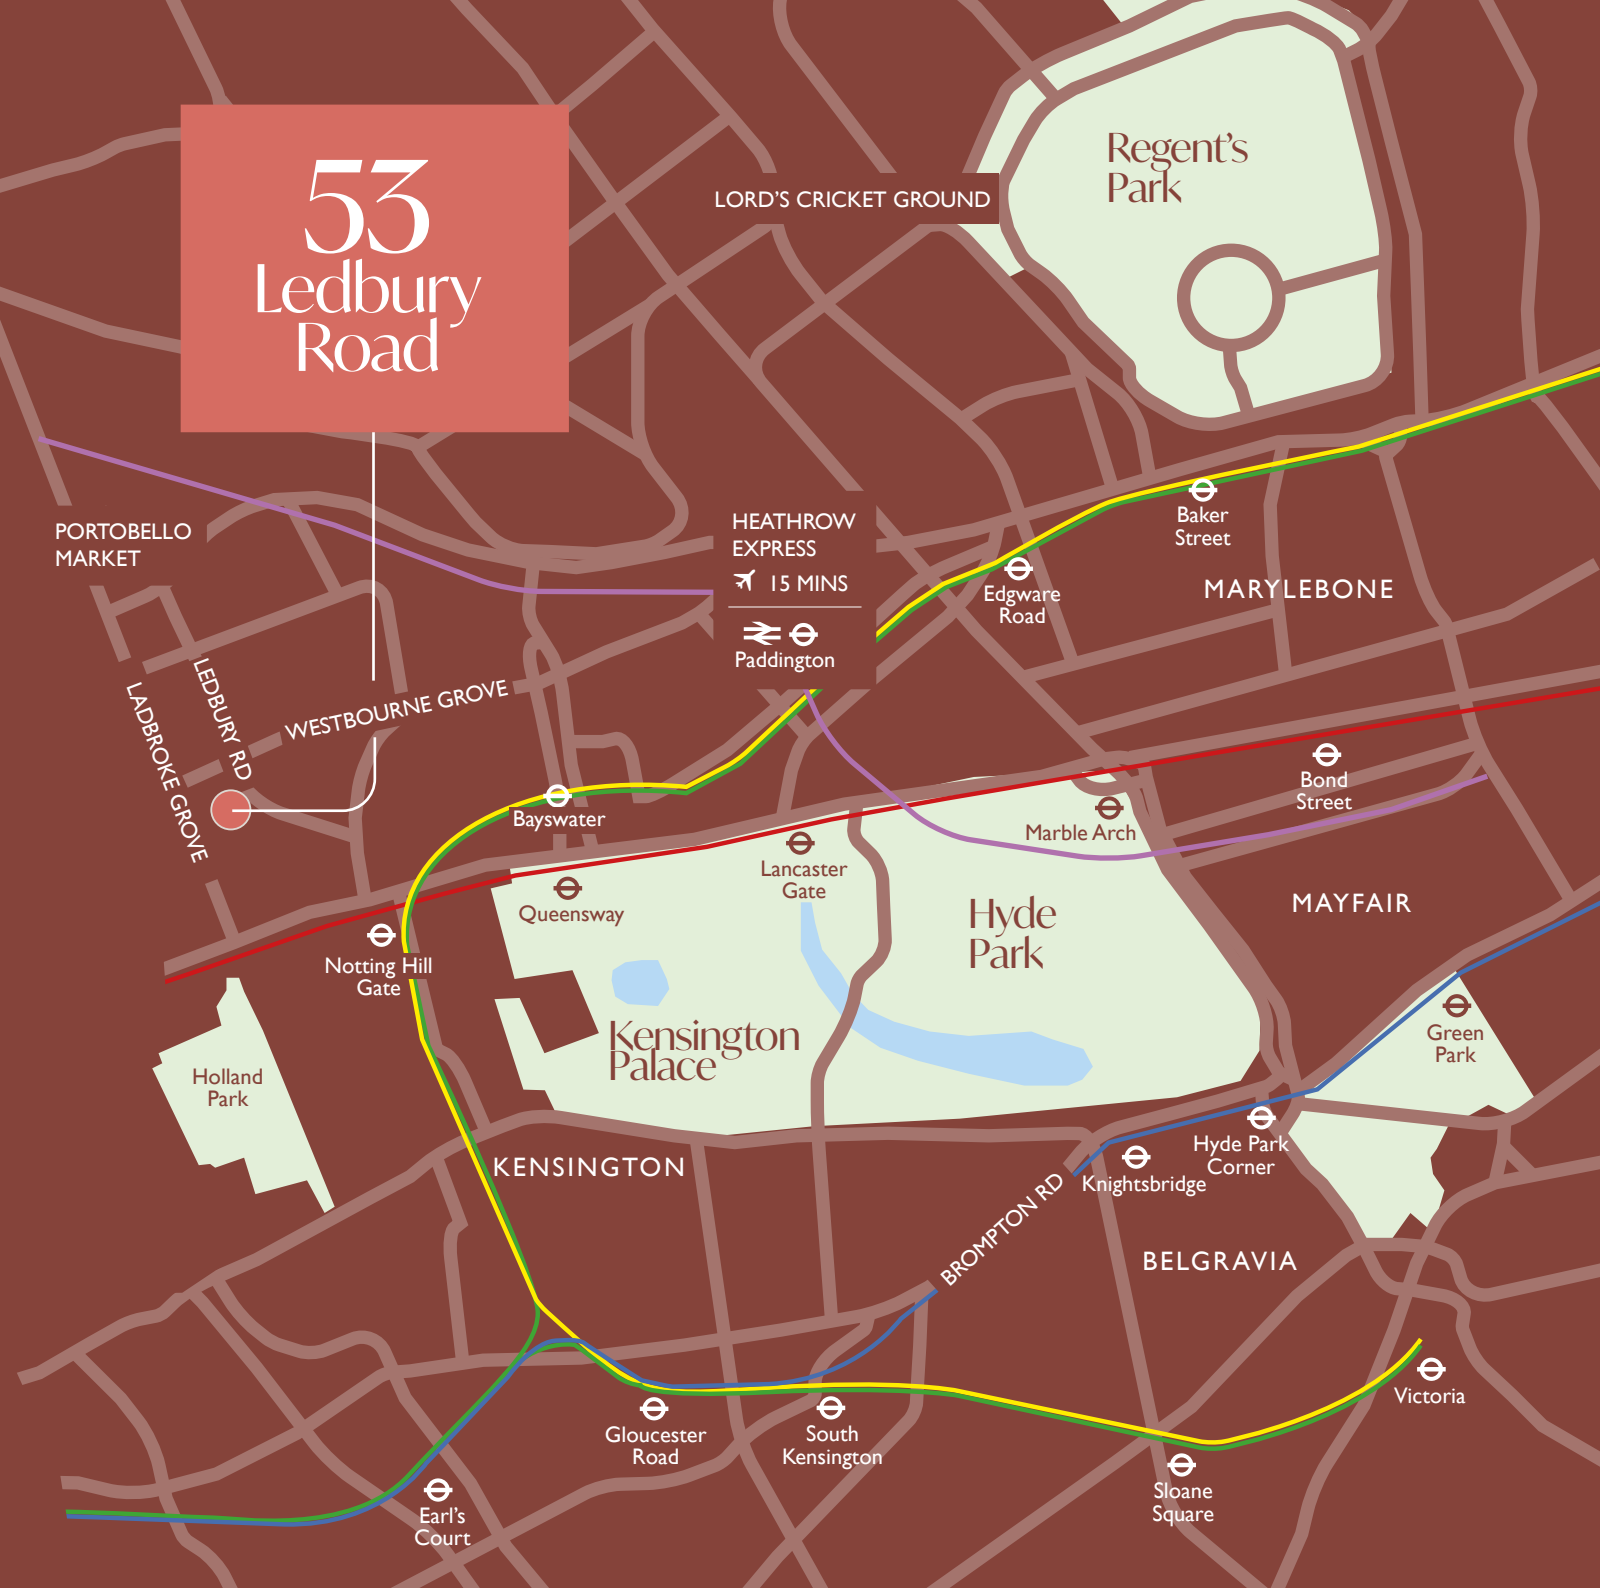 Regent's
Park
LORD'S CRICKET GROUND
53
Ledbury
Road
PORTOBELLO
MARKET
HEATHROW
EXPRESS
15 MINS
Paddington
Baker
Street
Edgware
Road
MARYLEBONE
LEDBURY RD
WESTBOURNE GROVE
LADBROKE GROVE
Bayswater
Bond
Street
Marble Arch
Lancaster
Gate
Queensway
MAYFAIR
Hyde
Park
Notting Hill
Gate
Kensington
Palace
Green
Park
Holland
Park
Hyde Park
Corner
KENSINGTON
Knightsbridge
BROMPTON RD
BELGRAVIA
Victoria
Gloucester
Road
South
Kensington
Sloane
Square
Earl's
Court